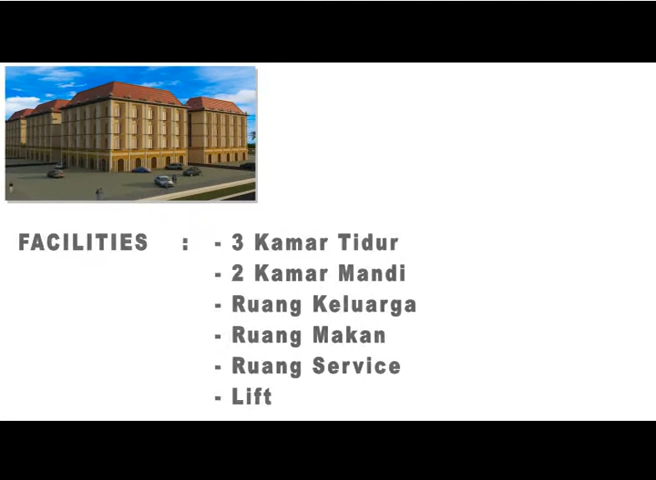 FACILITIES : - 3 Kamar Tidur
- 2 Kamar Mandi
- Ruang Keluarga
- Ruang Makan
- Ruang Service
- Lift